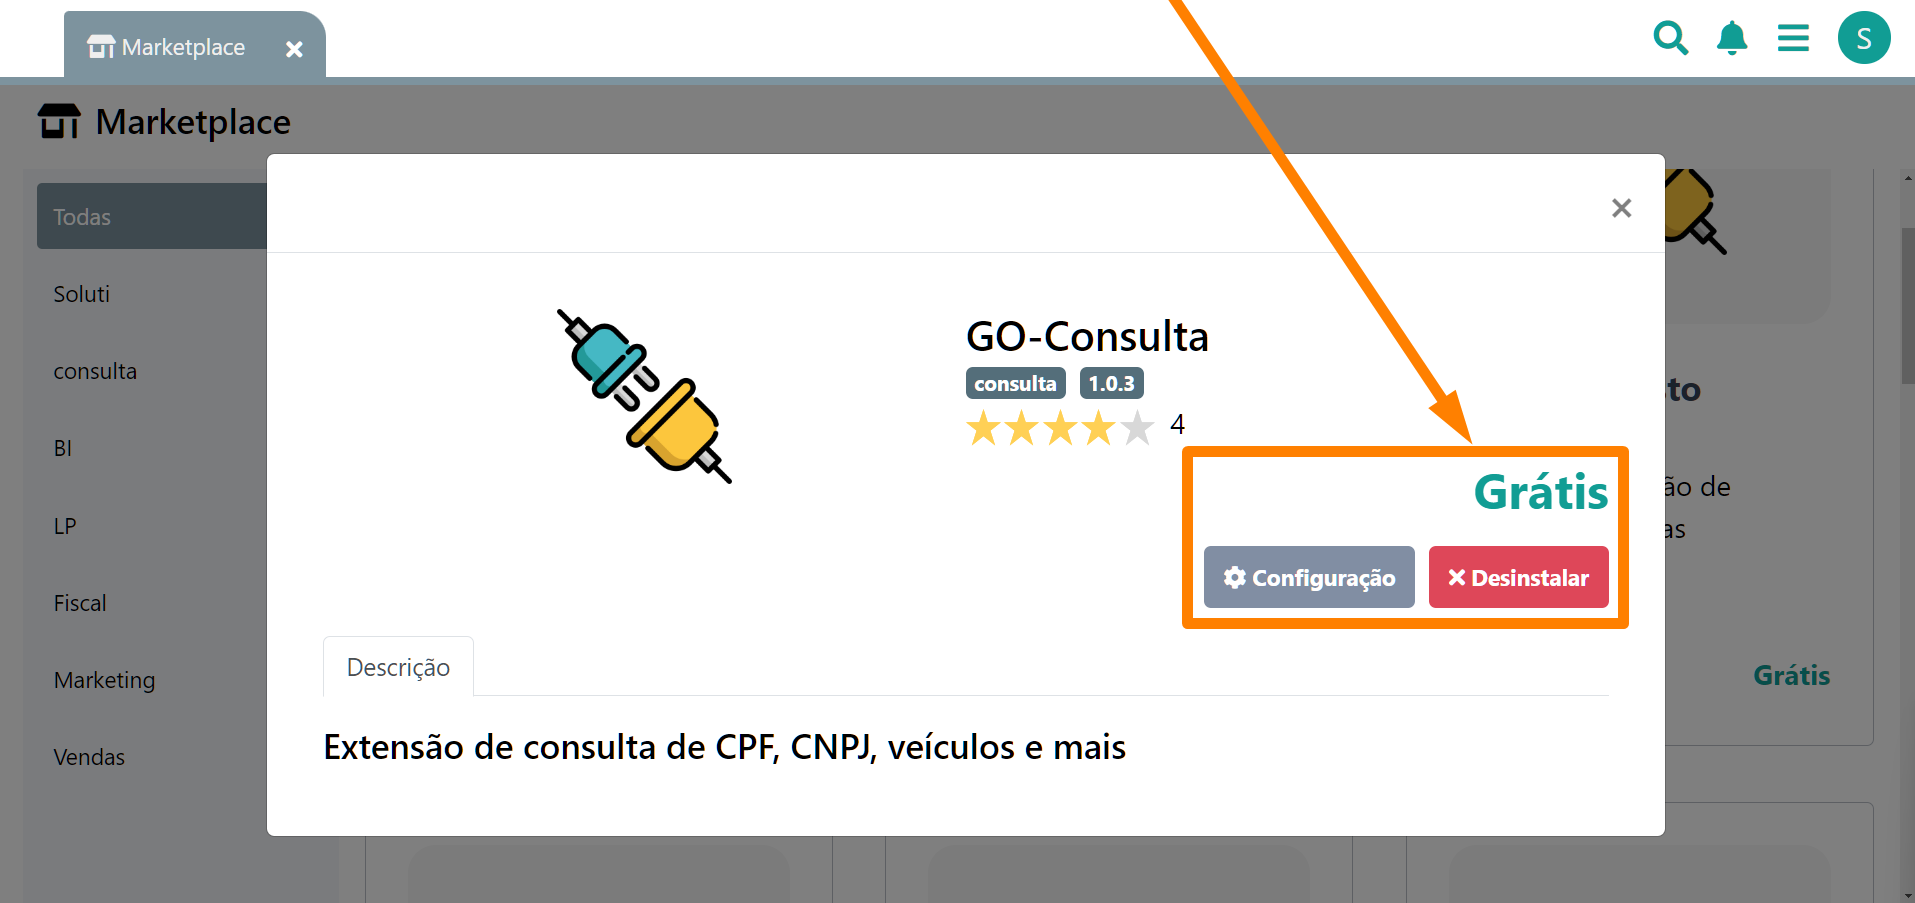 Marketplace
S
Marketplace
Todas
Soluti
consulta
BI
LP
Fiscal
Marketing
Vendas
GO-Consulta
consulta 1.0.3
4
Grátis
Configuração Desinstalar
Descrição
Extensão de consulta de CPF, CNPJ, veículos e mais
to
ão de
as
Grátis